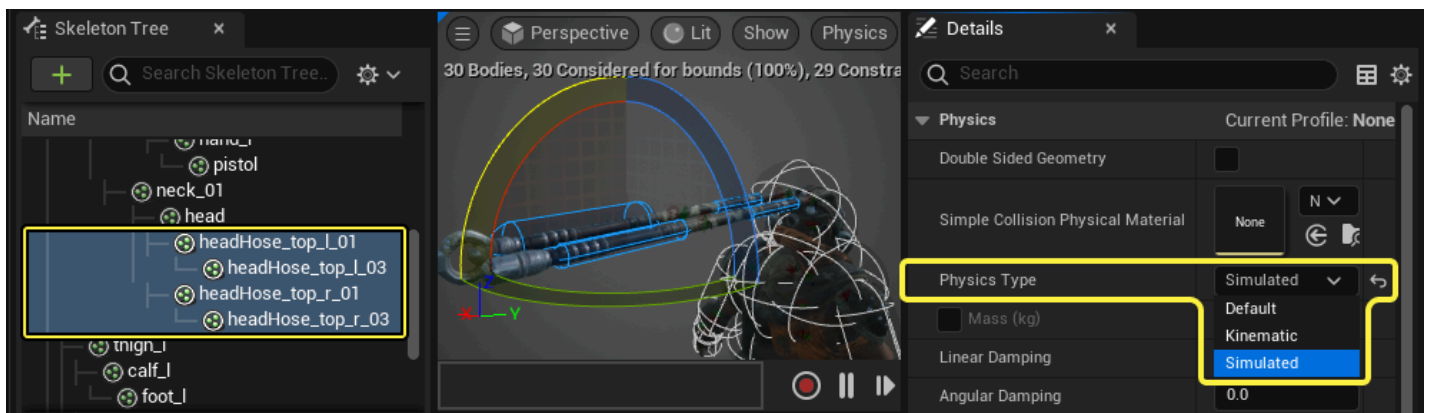 Skeleton Tree
Search Skeleton Tree..
Name
hand_r
pistol
neck_01
head
headHose_top_l_01
headHose_top_l_03
headHose_top_r_01
headHose_top_r_03
thigh_l
calf_l
foot_l
Perspective
Lit
Show
Physics
30 Bodies, 30 Considered for bounds (100%), 29 Constra
Z
X
Y
Details
Search
Physics
Current Profile: None
Double Sided Geometry
Simple Collision Physical Material
None
N
Physics Type
Simulated
Default
Kinematic
Simulated
Mass (kg)
Linear Damping
Angular Damping
0.0